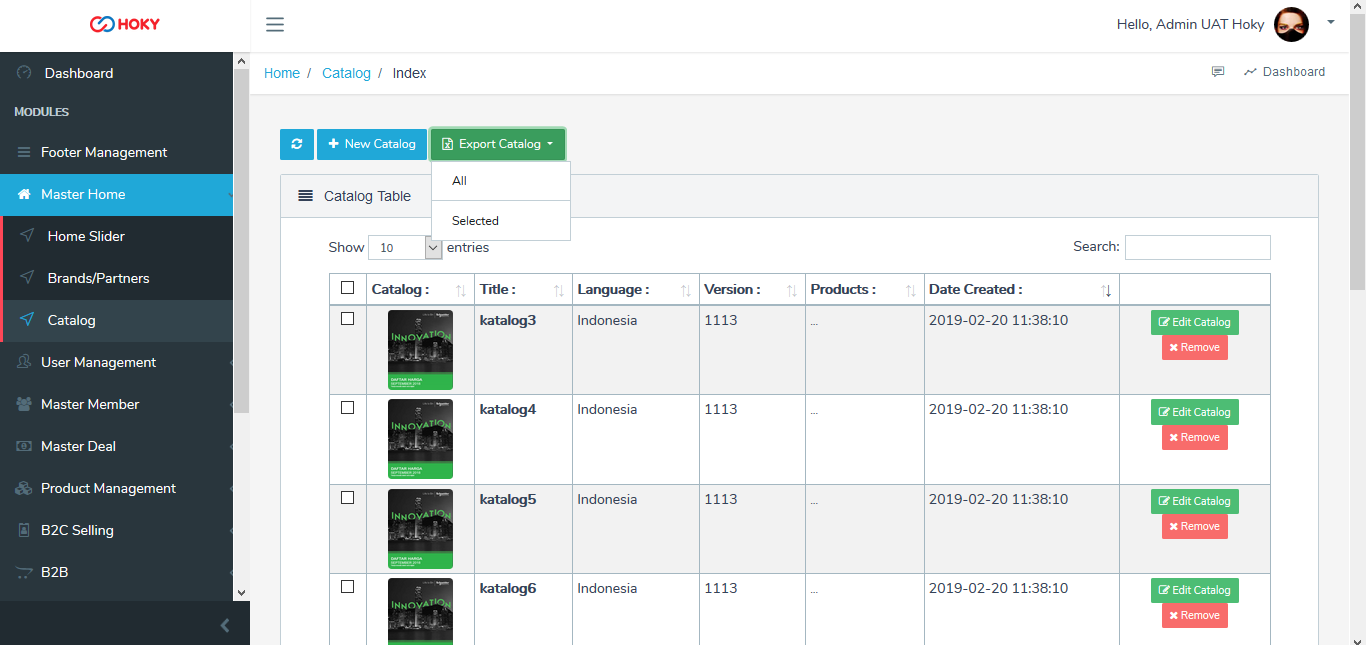 HOKY
Hello, Admin UAT Hoky
Dashboard
MODULES
Footer Management
Master Home
Home Slider
Brands/Partners
Catalog
User Management
Master Member
Master Deal
Product Management
B2C Selling
B2B
Home / Catalog / Index
Dashboard
New Catalog
Export Catalog
All
Selected
Catalog Table
Show 10 entries
Search:
Catalog : Title : Language : Version : Products : Date Created :
INNOVATION
DAFTAR HARGA
katalog3 Indonesia 1113 ... 2019-02-20 11:38:10 Edit Catalog
Remove
INNOVATION
DAFTAR HARGA
katalog4 Indonesia 1113 ... 2019-02-20 11:38:10 Edit Catalog
Remove
INNOVATION
DAFTAR HARGA
katalog5 Indonesia 1113 ... 2019-02-20 11:38:10 Edit Catalog
Remove
INNOVATION
katalog6 Indonesia 1113 ... 2019-02-20 11:38:10 Edit Catalog
Remove